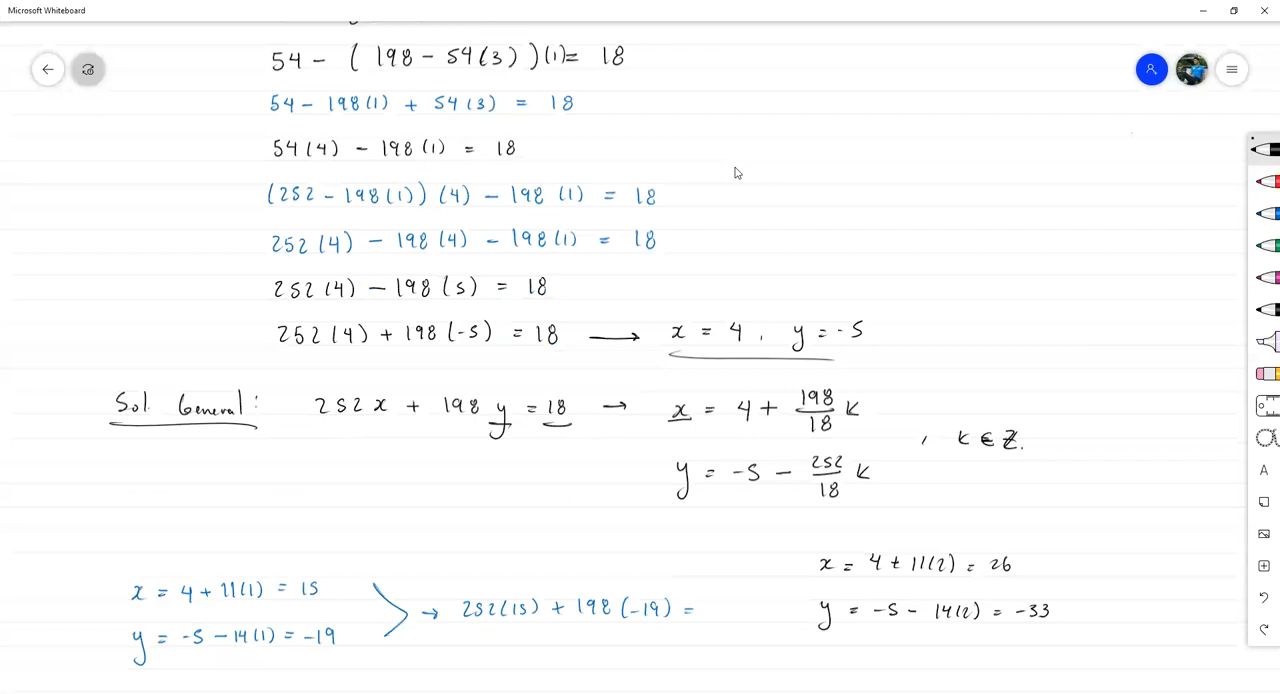 Microsoft Whiteboard
54 - ( 198 - 54(3) )(1) = 18
54 - 198(1) + 54(3) = 18
54(4) - 198(1) = 18
(252 - 198(1))(4) - 198(1) = 18
252(4) - 198(4) - 198(1) = 18
252(4) - 198(5) = 18
252(4) + 198(-5) = 18 → x = 4, y = -5
Sol General: 252x + 198y = 18 → x = 4 + 198/18 K
, K ∈ Z.
y = -5 - 252/18 K
x = 4 + 11(2) = 26
x = 4 + 11(1) = 15
→ 252(15) + 198(-19) =
y = -5 - 14(2) = -33
y = -5 - 14(1) = -19
A